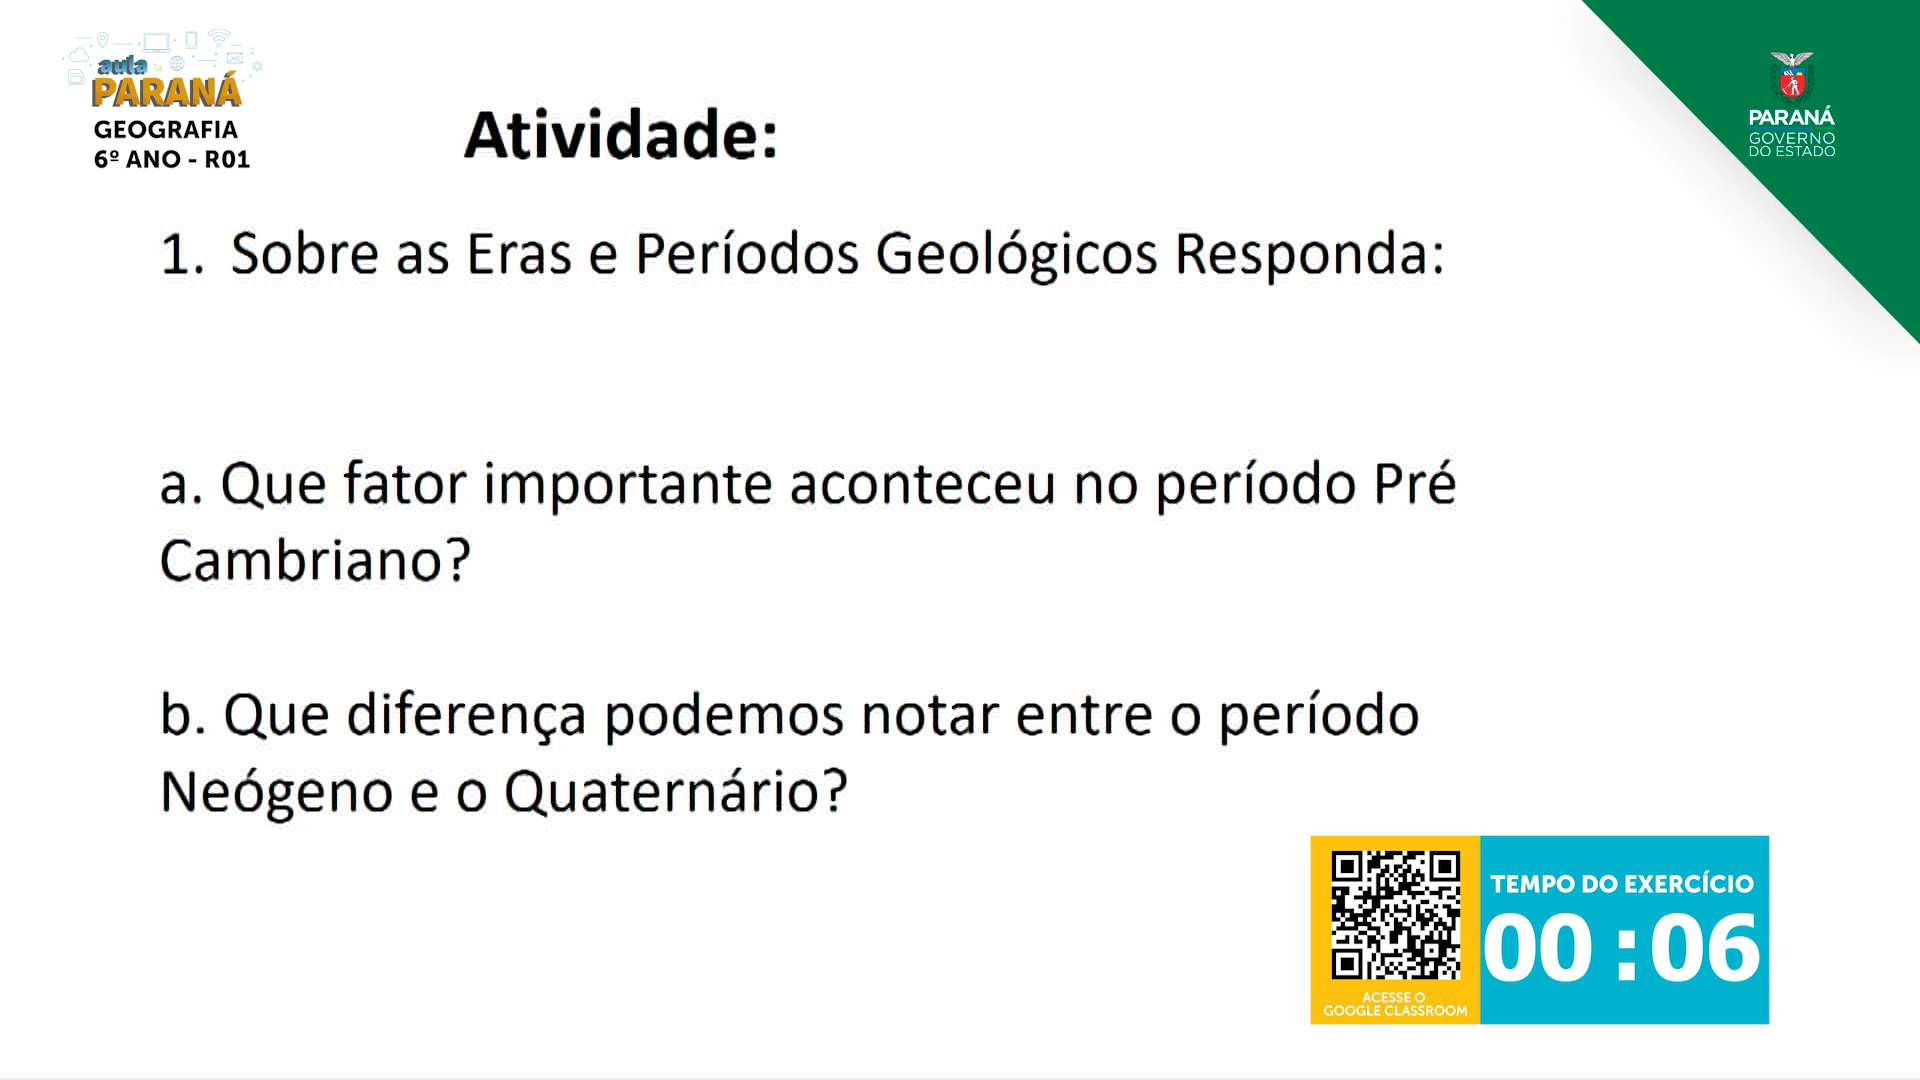 aula
PARANÁ
GEOGRAFIA
6º ANO - R01
PARANÁ
GOVERNO
DO ESTADO
Atividade:
1. Sobre as Eras e Períodos Geológicos Responda:
a. Que fator importante aconteceu no período Pré
Cambriano?
b. Que diferença podemos notar entre o período
Neógeno e o Quaternário?
ACESSE O
GOOGLE CLASSROOM
TEMPO DO EXERCÍCIO
00 : 06